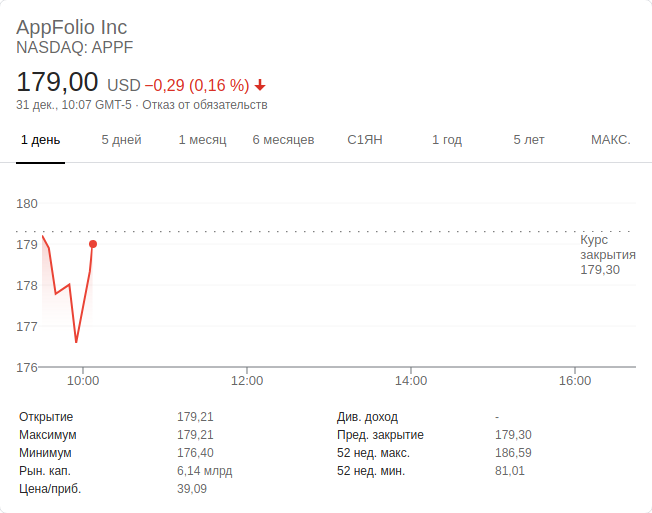 AppFolio Inc
NASDAQ: APPF
179,00 USD −0,29 (0,16 %)
31 дек., 10:07 GMT-5 · Отказ от обязательств
1 день 5 дней 1 месяц 6 месяцев С1ЯН 1 год 5 лет МАКС.
180
179
178
177
176
Курс
закрытия
179,30
10:00 12:00 14:00 16:00
Открытие 179,21 Див. доход -
Максимум 179,21 Пред. закрытие 179,30
Минимум 176,40 52 нед. макс. 186,59
Рын. кап. 6,14 млрд 52 нед. мин. 81,01
Цена/приб. 39,09